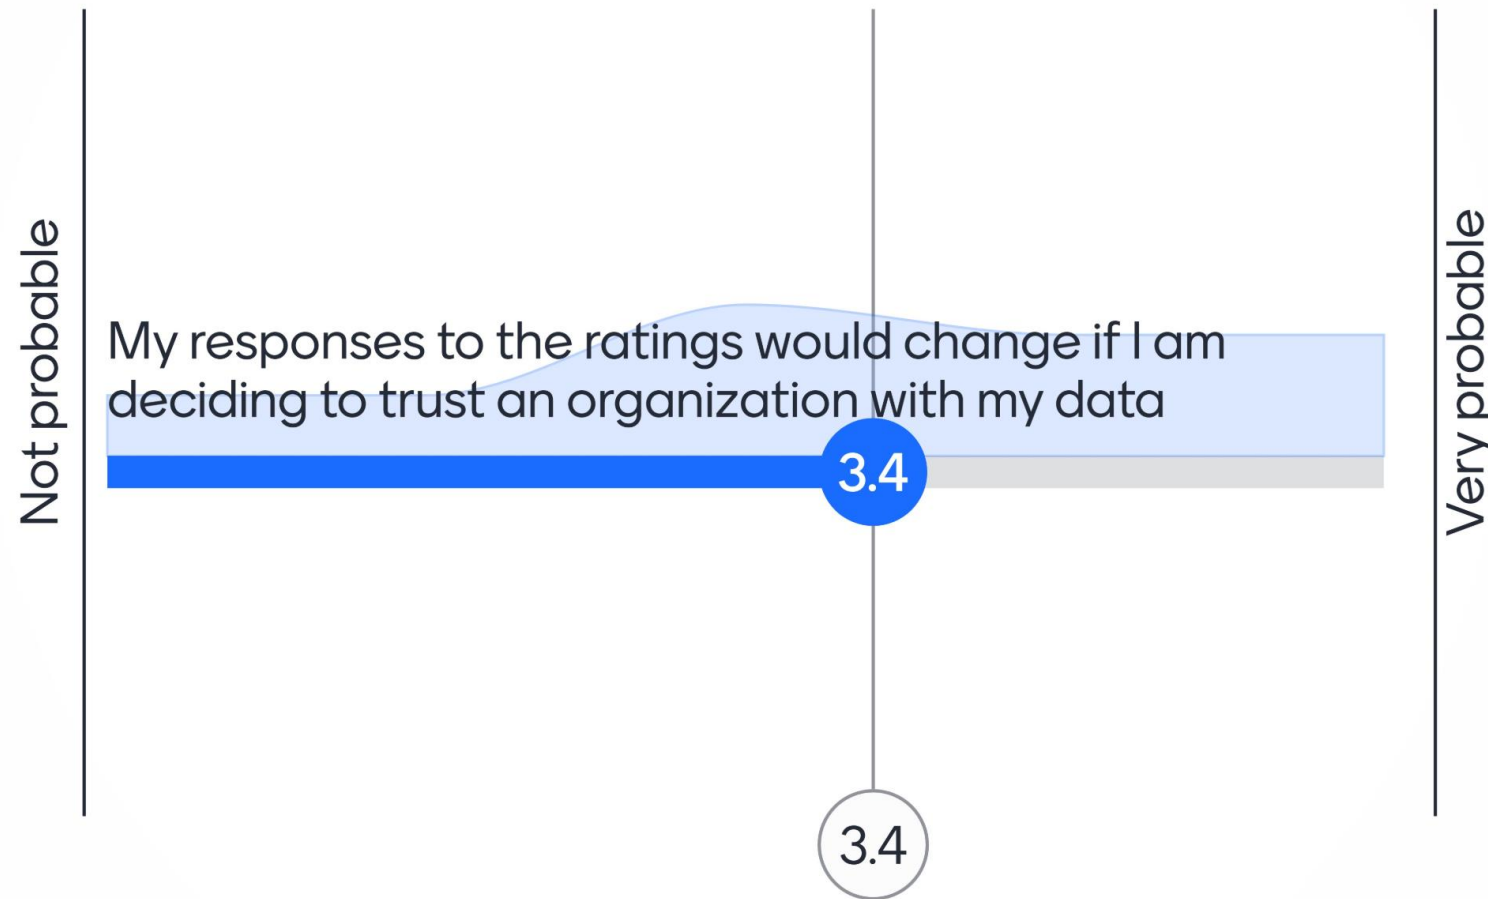 Not probable
My responses to the ratings would change if I am
deciding to trust an organization with my data
3.4
3.4
Very probable